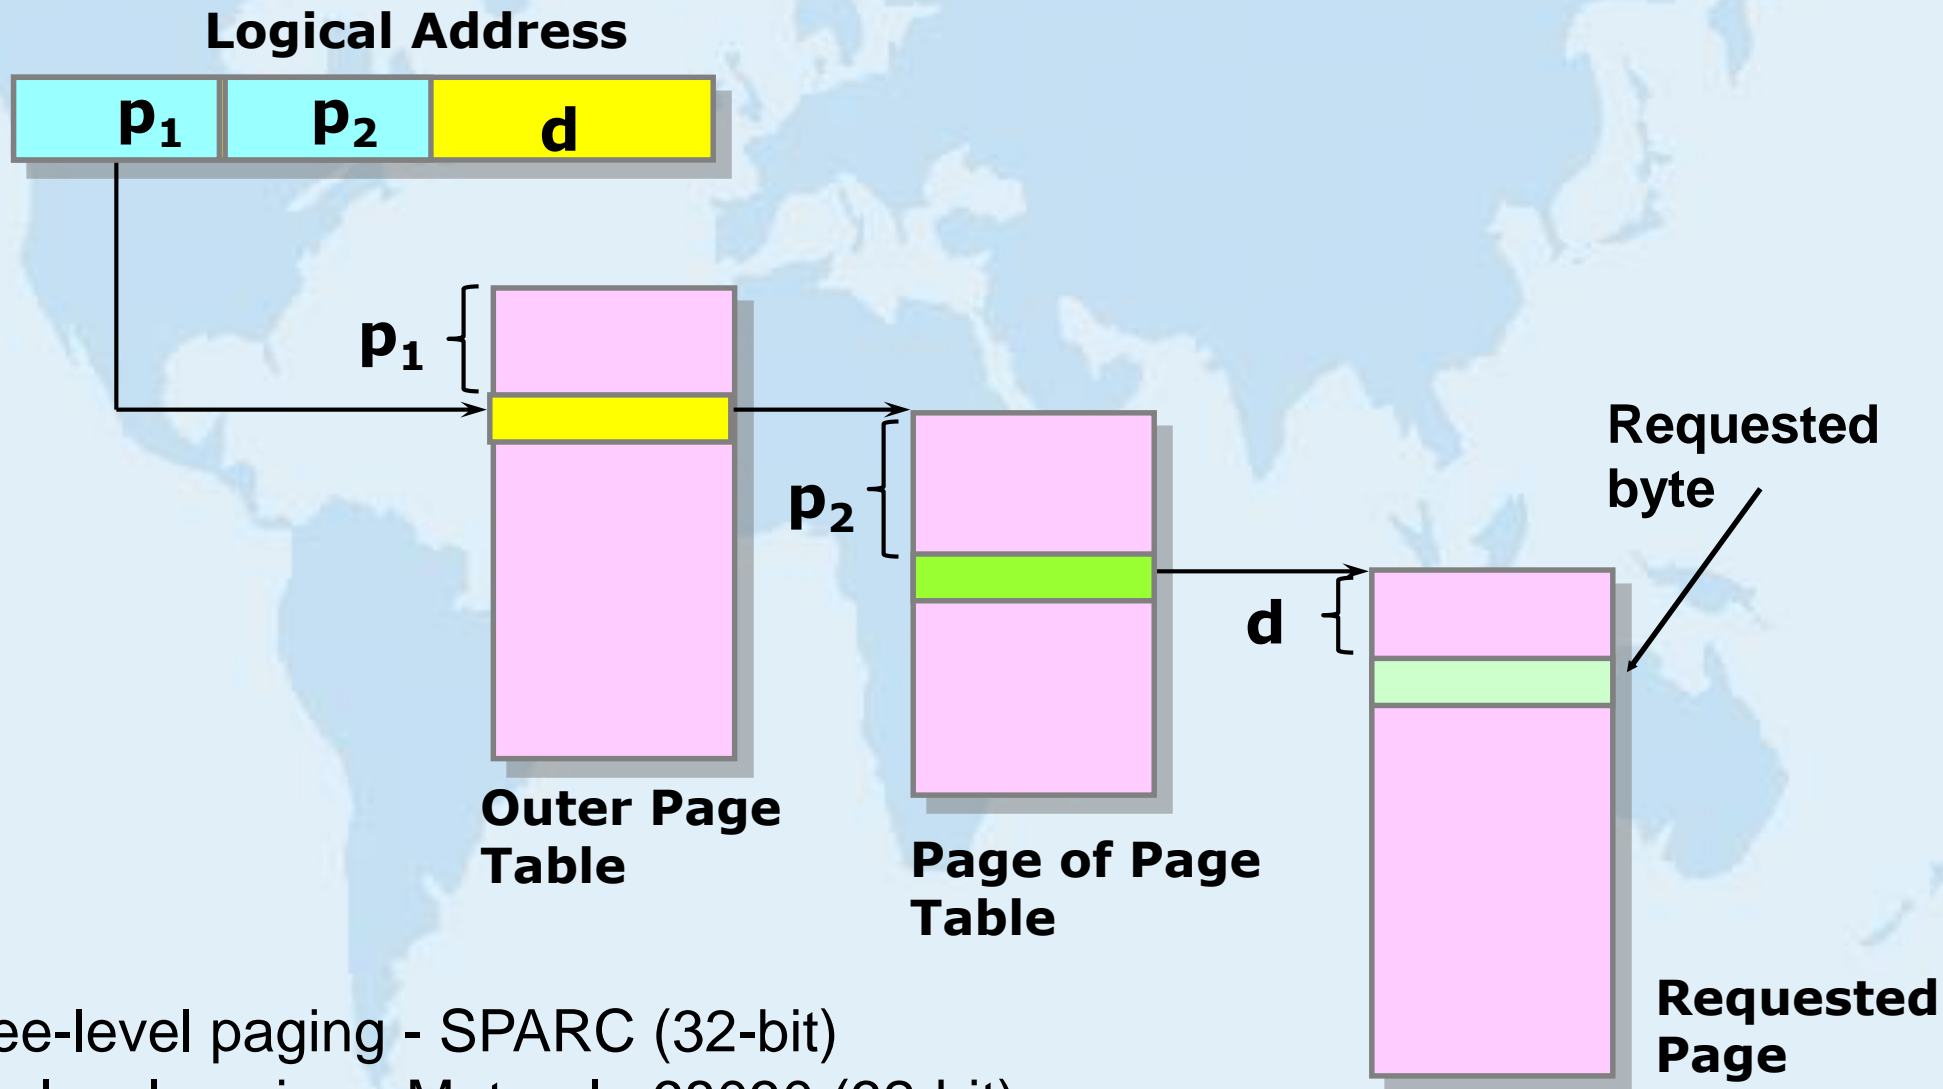 Logical Address
p1 p2 d
p1
p2
d
Requested
byte
Outer Page
Table
Page of Page
Table
Requested
Page
ee-level paging - SPARC (32-bit)